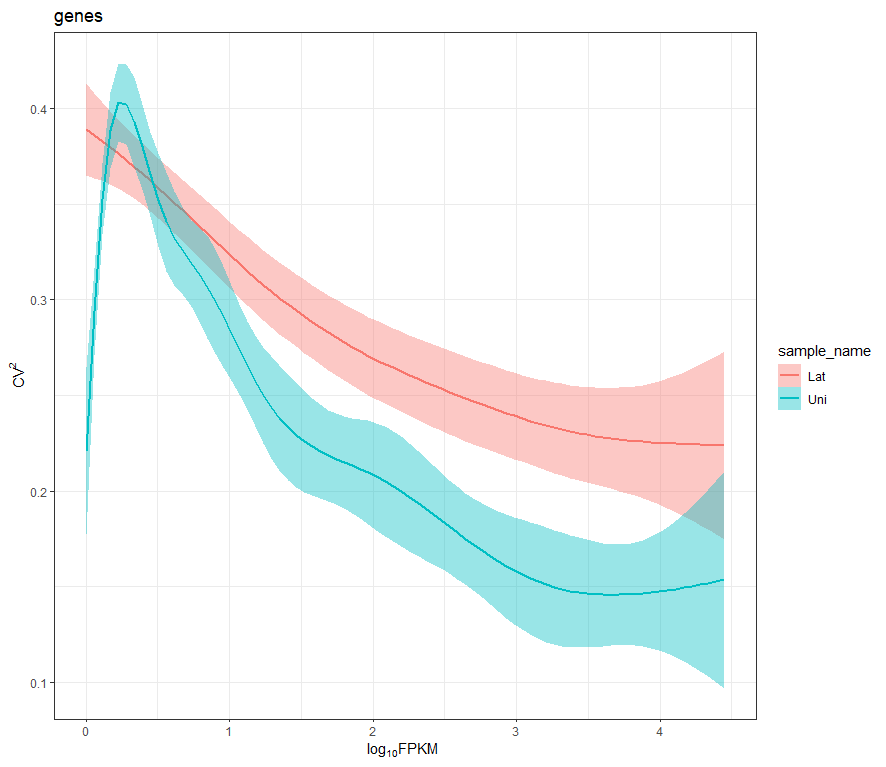 genes
0.4
0.3
0.2
0.1
CV²
0 1 2 3 4
log₁₀FPKM
sample_name
Lat
Uni